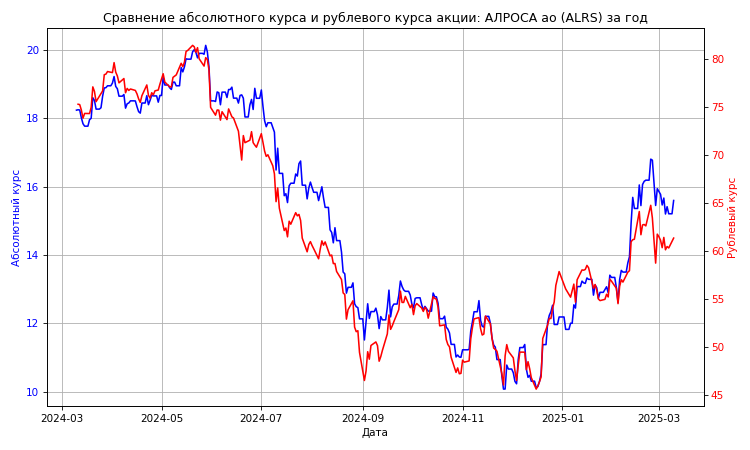 Сравнение абсолютного курса и рублевого курса акции: АЛРОСА ао (ALRS) за год
Абсолютный курс
20
18
16
14
12
10
Рублевый курс
80
75
70
65
60
55
50
45
2024-03 2024-05 2024-07 2024-09 2024-11 2025-01 2025-03
Дата